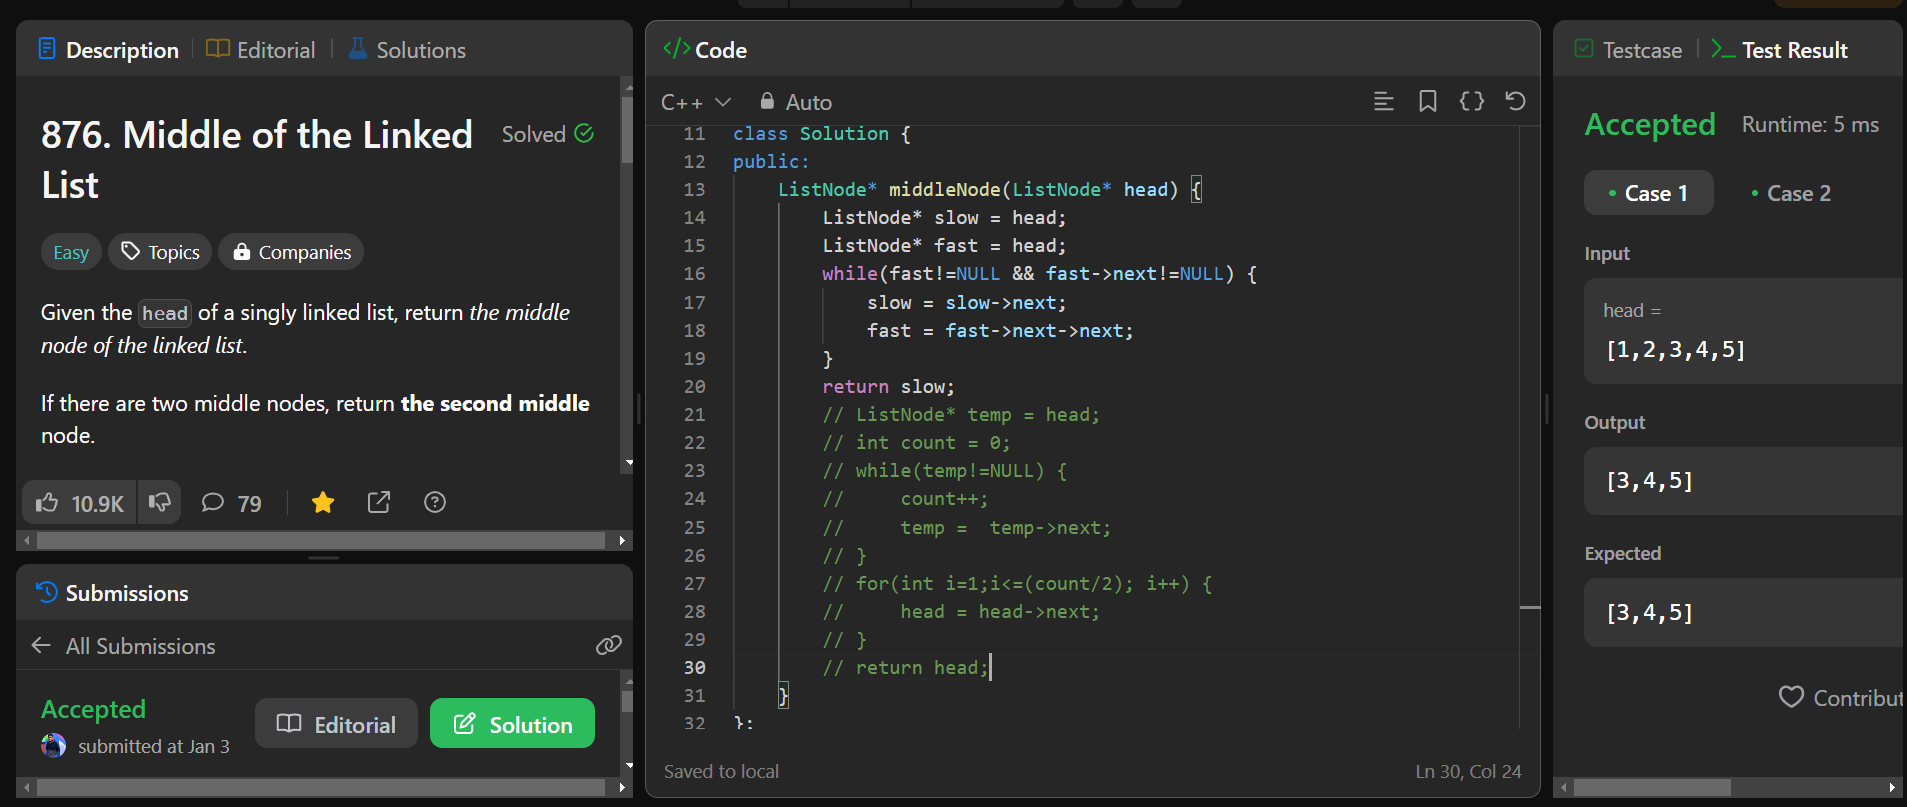 Description
Editorial
Solutions
876. Middle of the Linked
List
Solved
Easy
Topics
Companies
Given the head of a singly linked list, return the middle
node of the linked list.
If there are two middle nodes, return the second middle
node.
10.9K
79
Submissions
All Submissions
Accepted
submitted at Jan 3
Editorial
Solution
</> Code
C++
Auto
11 class Solution {
12 public:
13     ListNode* middleNode(ListNode* head) {
14         ListNode* slow = head;
15         ListNode* fast = head;
16         while(fast!=NULL && fast->next!=NULL) {
17             slow = slow->next;
18             fast = fast->next->next;
19         }
20         return slow;
21         // ListNode* temp = head;
22         // int count = 0;
23         // while(temp!=NULL) {
24         //     count++;
25         //     temp =  temp->next;
26         // }
27         // for(int i=1;i<=(count/2); i++) {
28         //     head = head->next;
29         // }
30         // return head;
31     }
32 };
Saved to local
Ln 30, Col 24
Testcase
Test Result
Accepted
Runtime: 5 ms
• Case 1
• Case 2
Input
head =
[1,2,3,4,5]
Output
[3,4,5]
Expected
[3,4,5]
Contribut